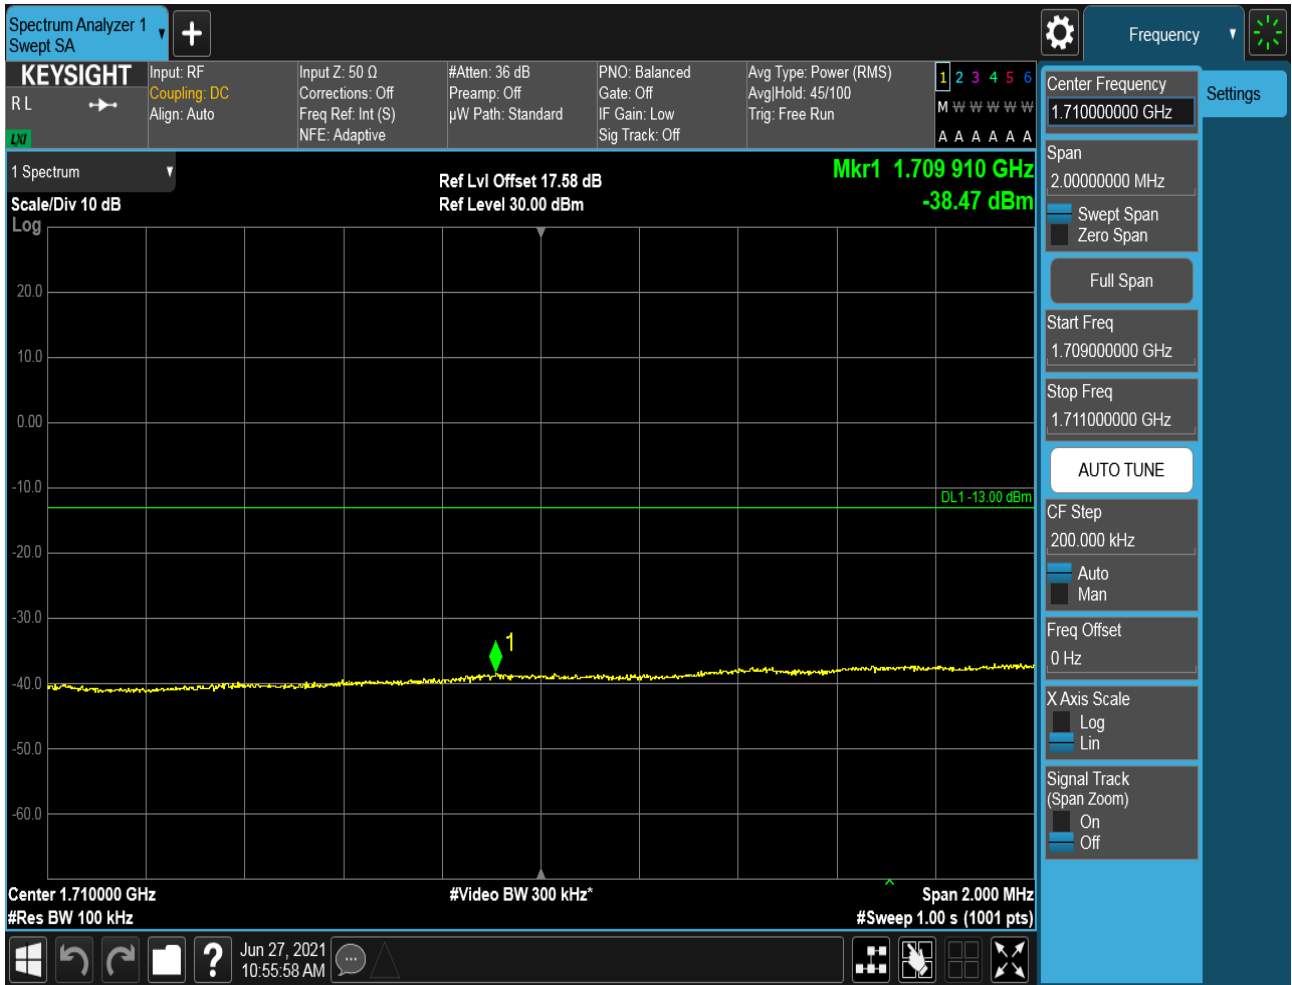 Spectrum Analyzer 1
Swept SA
Frequency
KEYSIGHT
R L
LXI
Input: RF
Coupling: DC
Align: Auto
Input Z: 50 Ω
Corrections: Off
Freq Ref: Int (S)
NFE: Adaptive
#Atten: 36 dB
Preamp: Off
µW Path: Standard
PNO: Balanced
Gate: Off
IF Gain: Low
Sig Track: Off
Avg Type: Power (RMS)
Avg|Hold: 45/100
Trig: Free Run
1 2 3 4 5 6
M W W W W W
A A A A A A
1 Spectrum
Scale/Div 10 dB
Log
Ref Lvl Offset 17.58 dB
Ref Level 30.00 dBm
Mkr1 1.709 910 GHz
-38.47 dBm
20.0
10.0
0.00
-10.0
DL1 -13.00 dBm
-20.0
-30.0
1
-40.0
-50.0
-60.0
Center 1.710000 GHz
#Video BW 300 kHz*
Span 2.000 MHz
#Res BW 100 kHz
#Sweep 1.00 s (1001 pts)
Jun 27, 2021
10:55:58 AM
?
Center Frequency
1.710000000 GHz
Settings
Span
2.00000000 MHz
Swept Span
Zero Span
Full Span
Start Freq
1.709000000 GHz
Stop Freq
1.711000000 GHz
AUTO TUNE
CF Step
200.000 kHz
Auto
Man
Freq Offset
0 Hz
X Axis Scale
Log
Lin
Signal Track
(Span Zoom)
On
Off